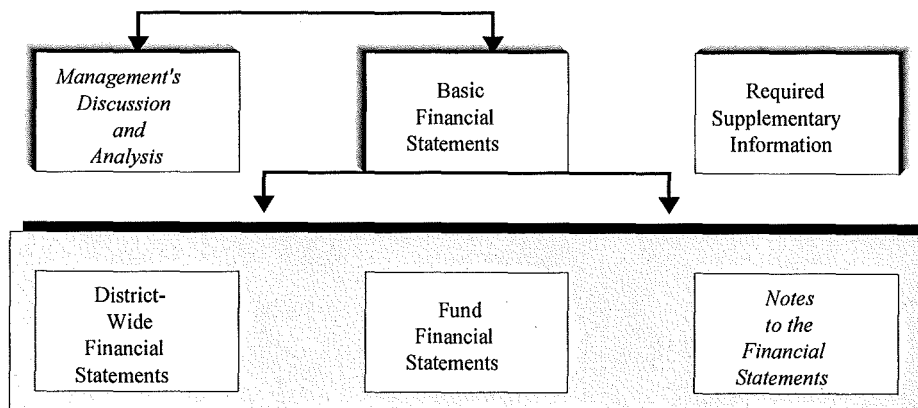 Management's
Discussion
and
Analysis
Basic
Financial
Statements
Required
Supplementary
Information
District-
Wide
Financial
Statements
Fund
Financial
Statements
Notes
to the
Financial
Statements